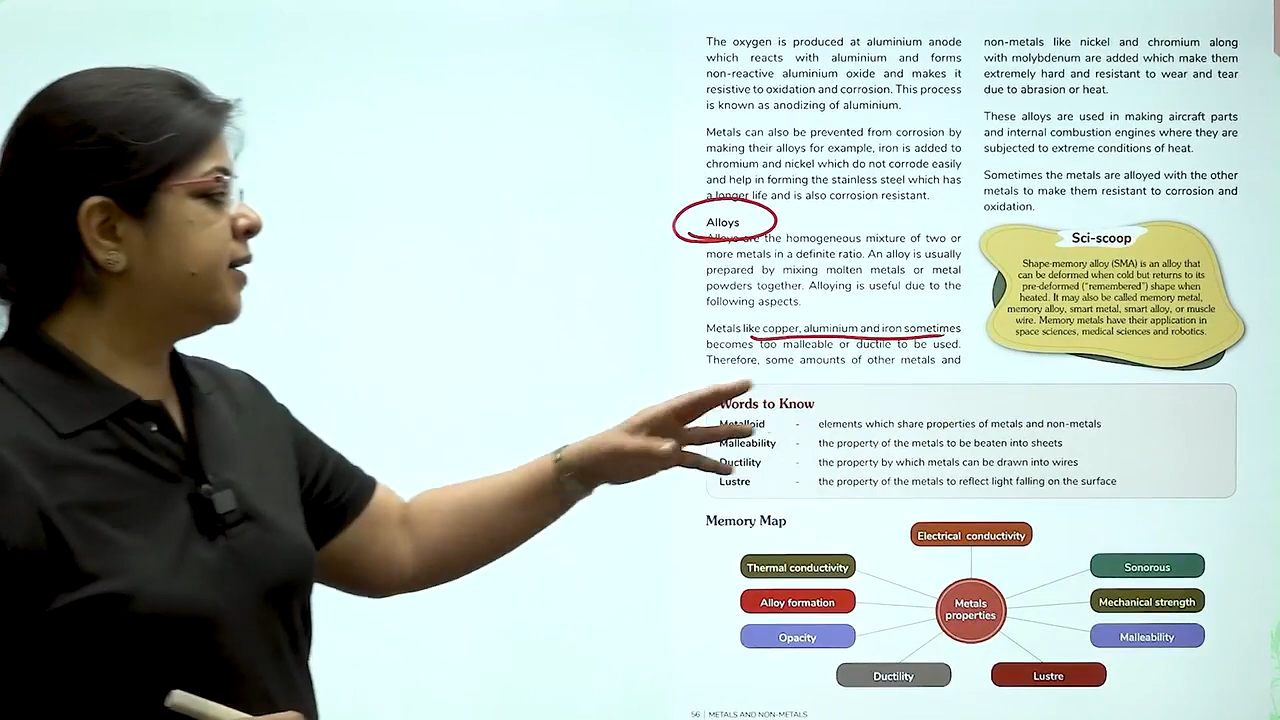 The oxygen is produced at aluminium anode
which reacts with aluminium and forms
non-reactive aluminium oxide and makes it
resistive to oxidation and corrosion. This process
is known as anodizing of aluminium.
Metals can also be prevented from corrosion by
making their alloys for example, iron is added to
chromium and nickel which do not corrode easily
and help in forming the stainless steel which has
a longer life and is also corrosion resistant.
Alloys
Alloys are the homogeneous mixture of two or
more metals in a definite ratio. An alloy is usually
prepared by mixing molten metals or metal
powders together. Alloying is useful due to the
following aspects.
Metals like copper, aluminium and iron sometimes
becomes too malleable or ductile to be used.
Therefore, some amounts of other metals and
non-metals like nickel and chromium along
with molybdenum are added which make them
extremely hard and resistant to wear and tear
due to abrasion or heat.
These alloys are used in making aircraft parts
and internal combustion engines where they are
subjected to extreme conditions of heat.
Sometimes the metals are alloyed with the other
metals to make them resistant to corrosion and
oxidation.
Sci-scoop
Shape-memory alloy (SMA) is an alloy that
can be deformed when cold but returns to its
pre-deformed ("remembered") shape when
heated. It may also be called memory metal,
memory alloy, smart metal, smart alloy, or muscle
wire. Memory metals have their application in
space sciences, medical sciences and robotics.
Words to Know
Metalloid - elements which share properties of metals and non-metals
Malleability - the property of the metals to be beaten into sheets
Ductility - the property by which metals can be drawn into wires
Lustre - the property of the metals to reflect light falling on the surface
Memory Map
Electrical conductivity
Thermal conductivity
Sonorous
Alloy formation
Metals
properties
Mechanical strength
Opacity
Malleability
Ductility
Lustre
56 | METALS AND NON-METALS